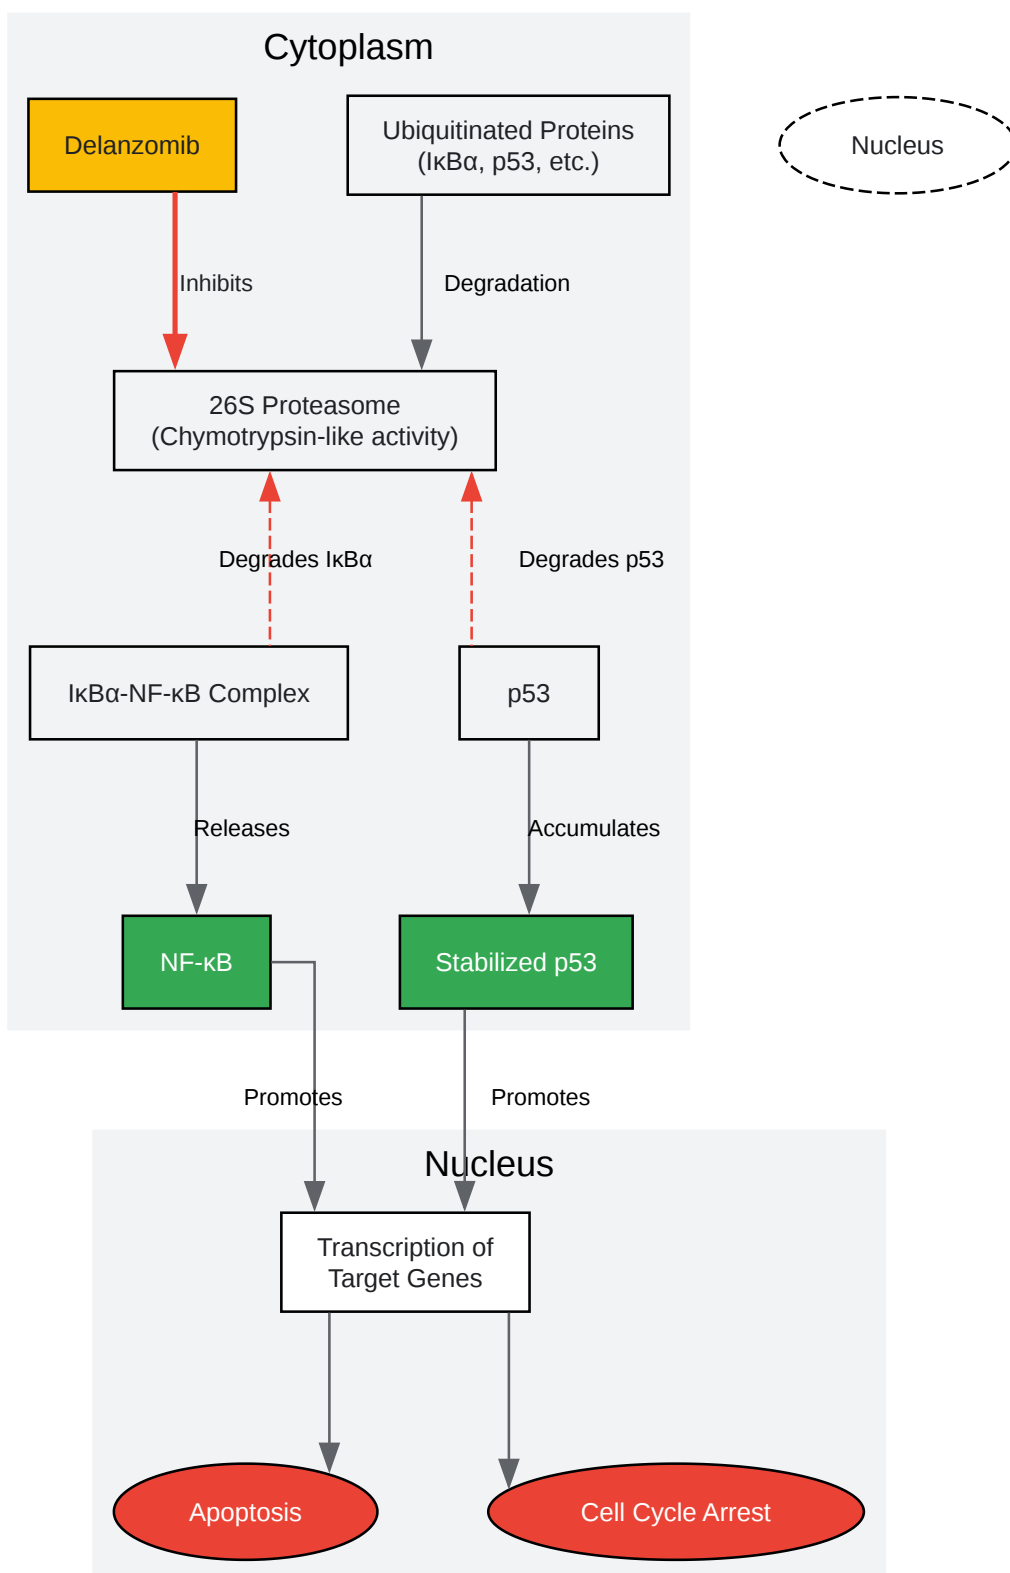 Cytoplasm
Delanzomib
Ubiquitinated Proteins
(IκBα, p53, etc.)
Nucleus
Inhibits
Degradation
26S Proteasome
(Chymotrypsin-like activity)
Degrades IκBα
Degrades p53
IκBα-NF-κB Complex
p53
Releases
Accumulates
NF-κB
Stabilized p53
Promotes
Promotes
Nucleus
Transcription of
Target Genes
Apoptosis
Cell Cycle Arrest